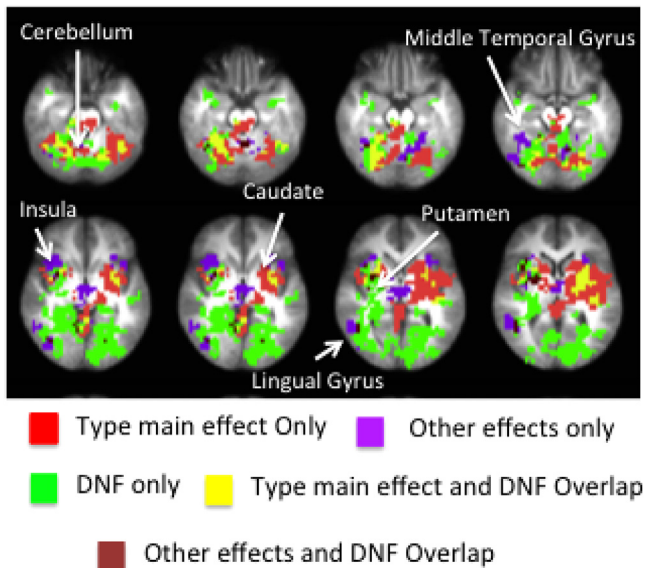 Cerebellum
Middle Temporal Gyrus
Insula
Caudate
Putamen
Lingual Gyrus
Type main effect Only
Other effects only
DNF only
Type main effect and DNF Overlap
Other effects and DNF Overlap